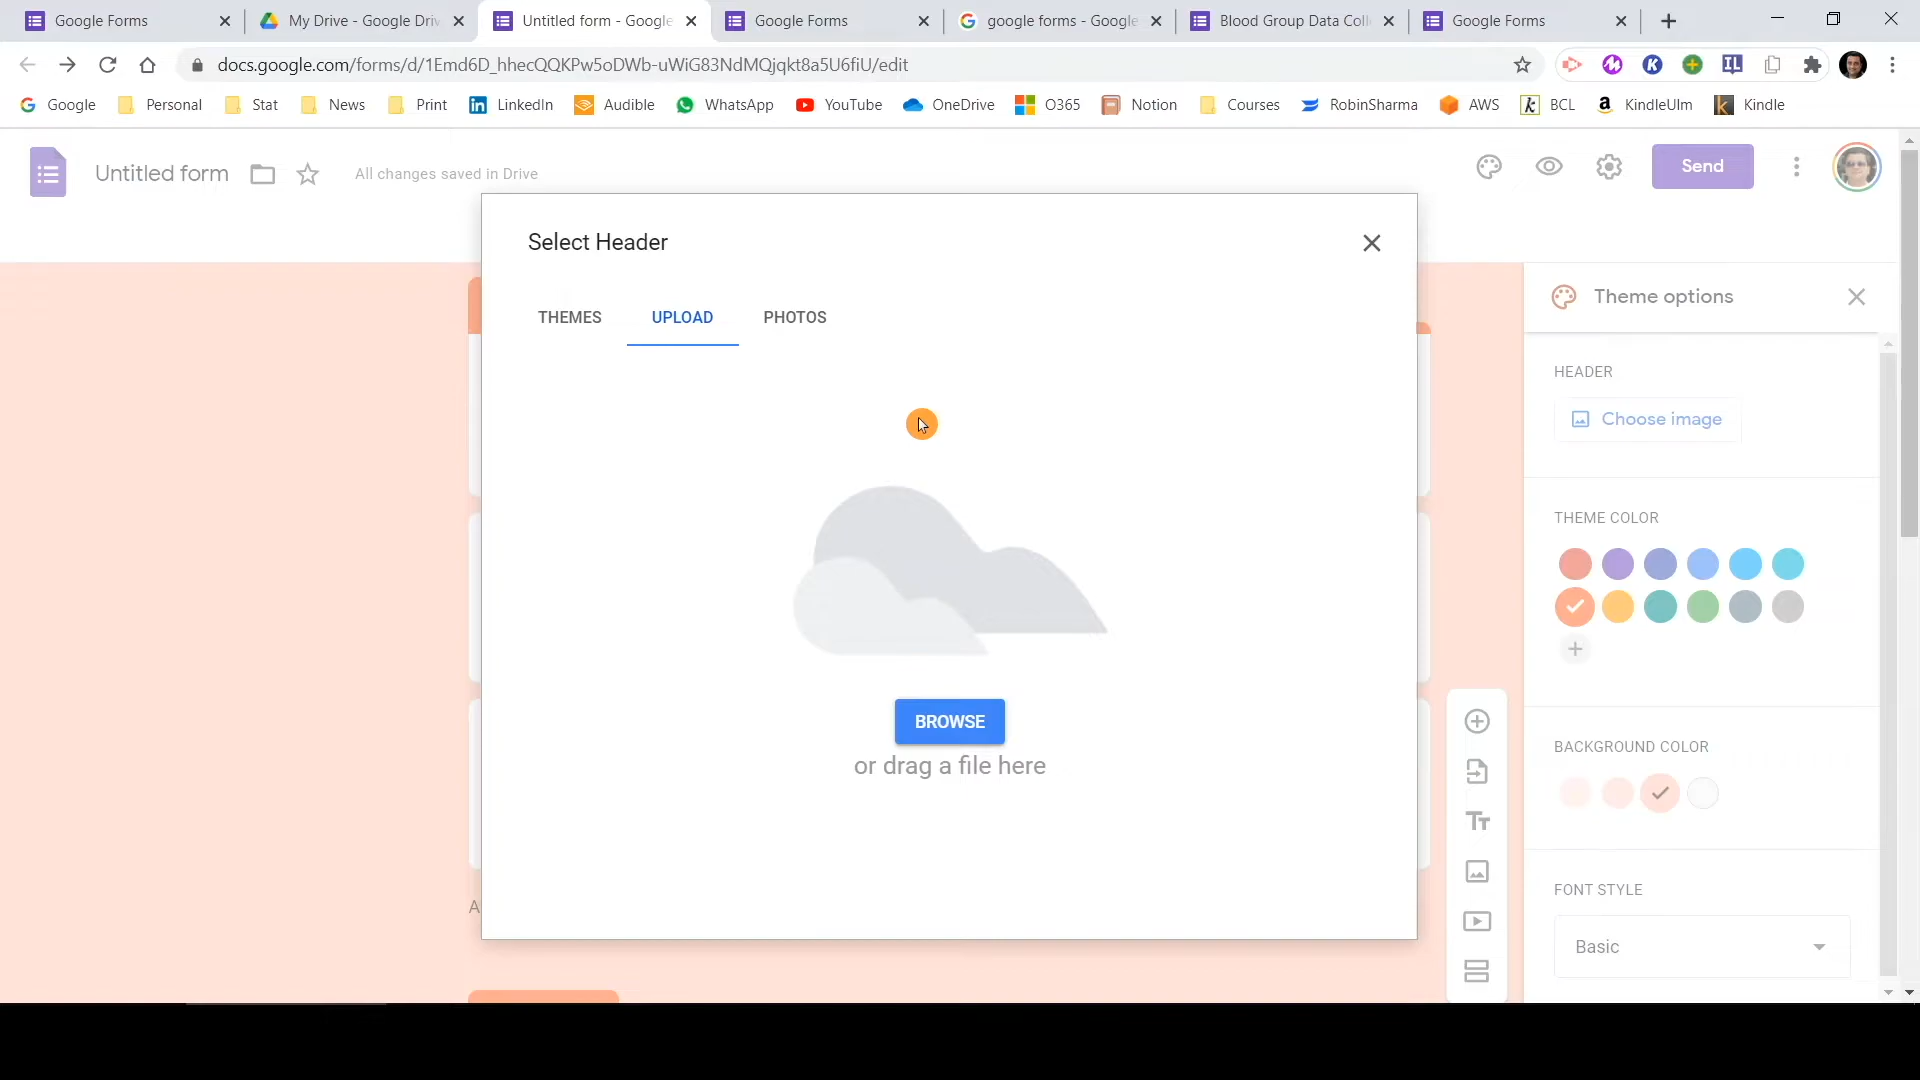 Google Forms
My Drive - Google Driv
Untitled form - Google
Google Forms
google forms - Google
Blood Group Data Coll
Google Forms
docs.google.com/forms/d/1Emd6D_hhecQQKPw5oDWb-uWiG83NdMQjqkt8a5U6fiU/edit
Google
Personal
Stat
News
Print
LinkedIn
Audible
WhatsApp
YouTube
OneDrive
O365
Notion
Courses
RobinSharma
AWS
BCL
KindleUlm
Kindle
Untitled form
All changes saved in Drive
Send
Select Header
THEMES
UPLOAD
PHOTOS
BROWSE
or drag a file here
Theme options
HEADER
Choose image
THEME COLOR
BACKGROUND COLOR
FONT STYLE
Basic
A